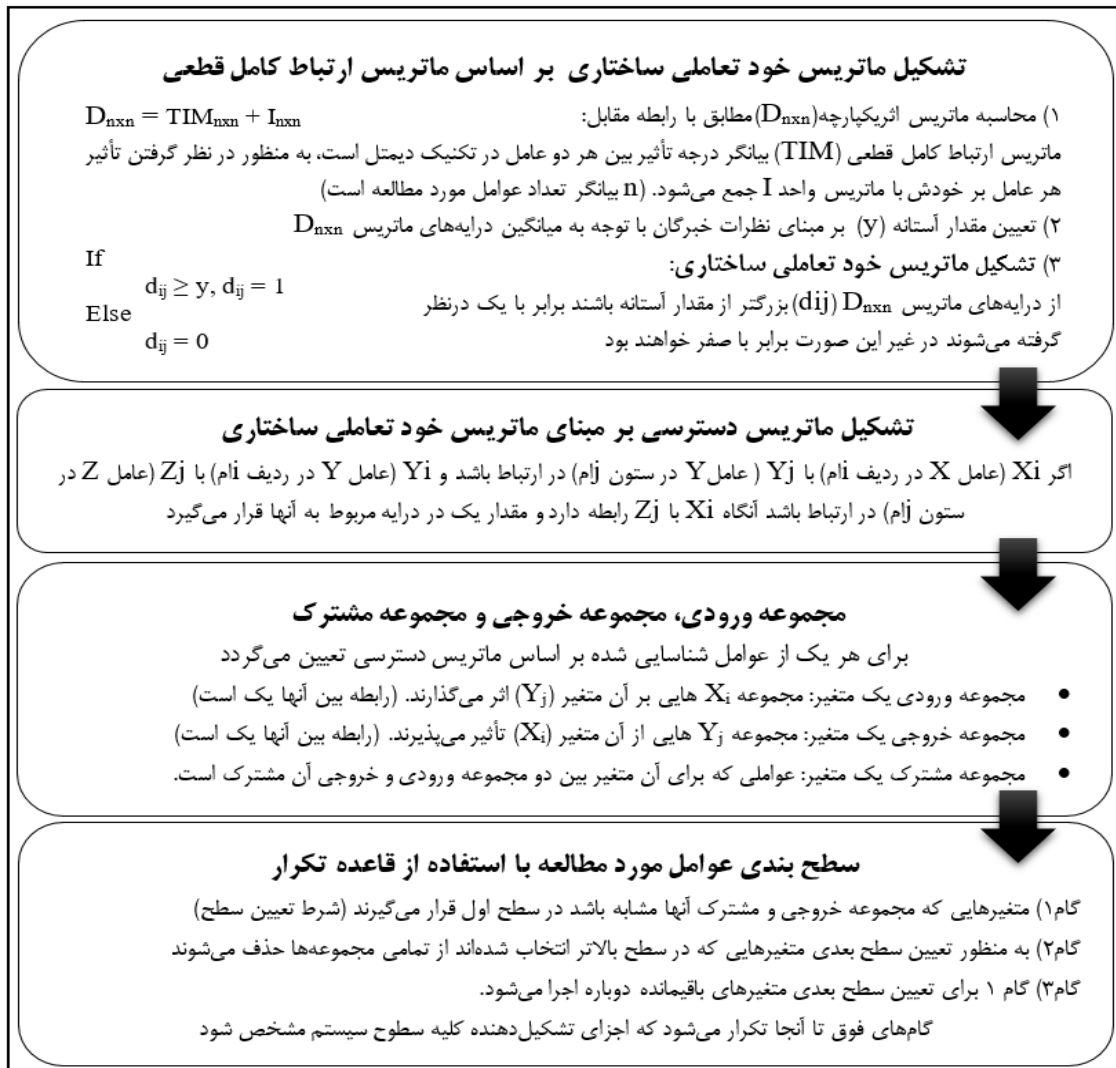 تشکیل ماتریس خود تعاملی ساختاری بر اساس ماتریس ارتباط کامل قطعی
۱) محاسبه ماتریس اثریکپارچه(Dnxn)مطابق با رابطه مقابل: Dnxn = TIMnxn + Inxn
ماتریس ارتباط کامل قطعی (TIM) بیانگر درجه تأثیر بین هر دو عامل در تکنیک دیمتل است، به منظور در نظر گرفتن تأثیر
هر عامل بر خودش با ماتریس واحد I جمع می‌شود. (n بیانگر تعداد عوامل مورد مطالعه است)
۲) تعیین مقدار آستانه (y) بر مبنای نظرات خبرگان با توجه به میانگین درایه‌های ماتریس Dnxn
۳) تشکیل ماتریس خود تعاملی ساختاری:
از درایه‌های ماتریس Dnxn (dij) بزرگتر از مقدار آستانه باشند برابر با یک درنظر
گرفته می‌شوند در غیر این صورت برابر با صفر خواهند بود
If
dij ≥ y, dij = 1
Else
dij = 0
تشکیل ماتریس دسترسی بر مبنای ماتریس خود تعاملی ساختاری
اگر Xi (عامل X در ردیف iام) با Yj ( عامل Y در ستون jام) در ارتباط باشد و Yi (عامل Y در ردیف iام) با Zj (عامل Z در
ستون jام) در ارتباط باشد آنگاه Xi با Zj رابطه دارد و مقدار یک در درایه مربوط به آنها قرار می‌گیرد
مجموعه ورودی، مجموعه خروجی و مجموعه مشترک
برای هر یک از عوامل شناسایی شده بر اساس ماتریس دسترسی تعیین می‌گردد
• مجموعه ورودی یک متغیر: مجموعه Xi هایی بر آن متغیر (Yj) اثر می‌گذارند. (رابطه بین آنها یک است)
• مجموعه خروجی یک متغیر: مجموعه Yj هایی از آن متغیر (Xi) تأثیر می‌پذیرند. (رابطه بین آنها یک است)
• مجموعه مشترک یک متغیر: عواملی که برای آن متغیر بین دو مجموعه ورودی و خروجی آن مشترک است.
سطح بندی عوامل مورد مطالعه با استفاده از قاعده تکرار
گام۱) متغیرهایی که مجموعه خروجی و مشترک آنها مشابه باشد در سطح اول قرار می‌گیرند (شرط تعیین سطح)
گام۲) به منظور تعیین سطح بعدی متغیرهایی که در سطح بالاتر انتخاب شده‌اند از تمامی مجموعه‌ها حذف می‌شوند
گام۳) گام ۱ برای تعیین سطح بعدی متغیرهای باقیمانده دوباره اجرا می‌شود.
گام‌های فوق تا آنجا تکرار می‌شود که اجزای تشکیل‌دهنده کلیه سطوح سیستم مشخص شود